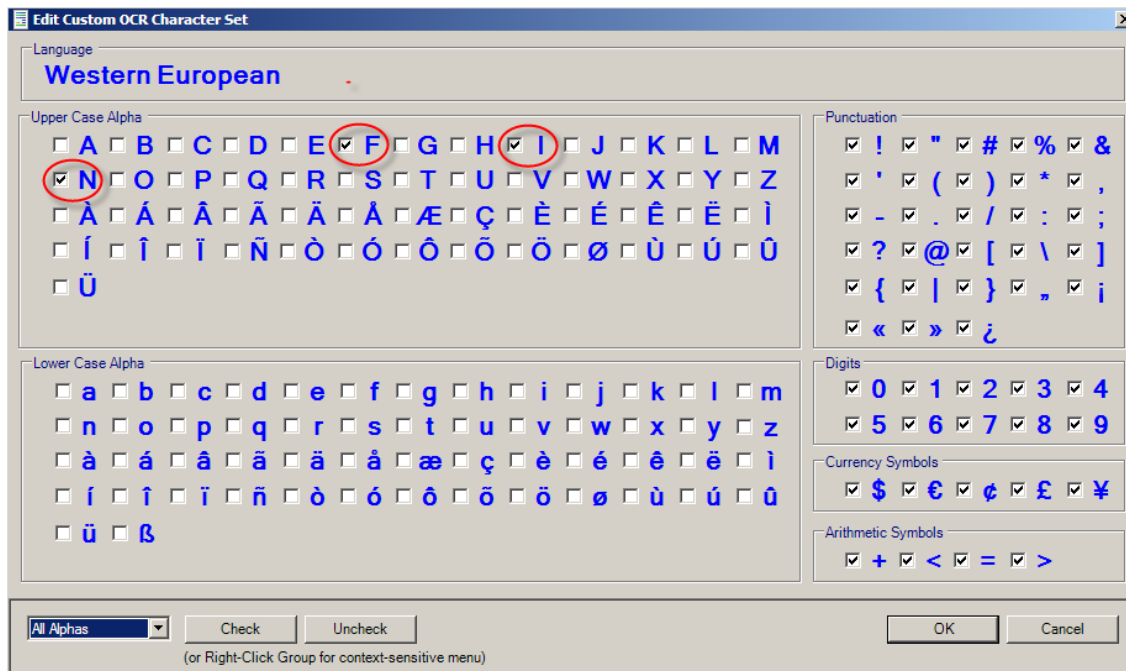 Edit Custom OCR Character Set
Language
Western European
Upper Case Alpha
A B C D E F G H I J K L M
N O P Q R S T U V W X Y Z
À Á Â Ã Ä Å Æ Ç È É Ê Ë Ì
Í Î Ï Ñ Ò Ó Ô Õ Ö Ø Ù Ú Û
Ü
Punctuation
! " # % &
' ( ) * ,
- . / : ;
? @ [ \ ]
{ | } „ ¡
« » ¿
Lower Case Alpha
a b c d e f g h i j k l m
n o p q r s t u v w x y z
à á â ã ä å æ ç è é ê ë ì
í î ï ñ ò ó ô õ ö ø ù ú û
ü ß
Digits
0 1 2 3 4
5 6 7 8 9
Currency Symbols
$ € ¢ £ ¥
Arithmetic Symbols
+ < = >
All Alphas Check Uncheck OK Cancel
(or Right-Click Group for context-sensitive menu)